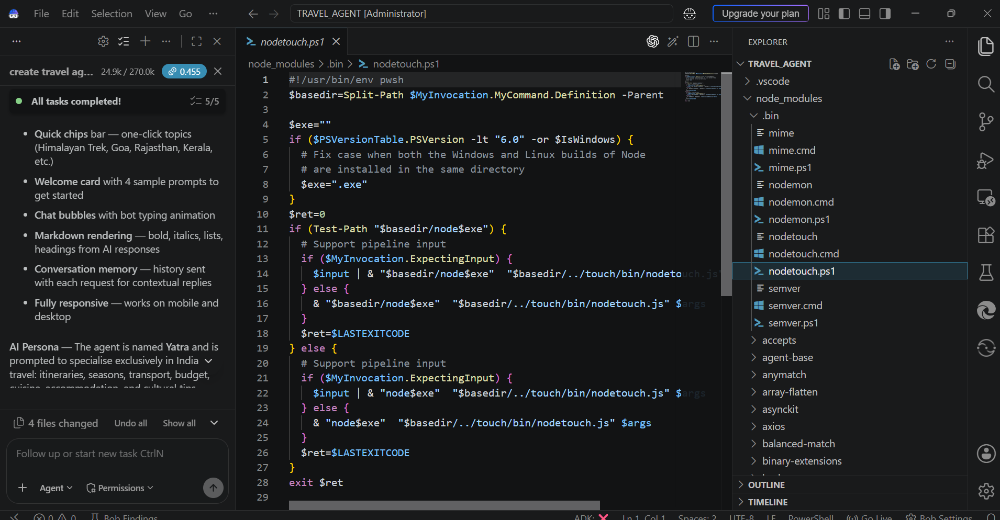 File Edit Selection View Go ···
TRAVEL_AGENT [Administrator]
Upgrade your plan
create travel ag... 24.9k / 270.0k 0.455
All tasks completed! 5/5
• Quick chips bar — one-click topics
(Himalayan Trek, Goa, Rajasthan, Kerala,
etc.)
• Welcome card with 4 sample prompts to
get started
• Chat bubbles with bot typing animation
• Markdown rendering — bold, italics, lists,
headings from AI responses
• Conversation memory — history sent
with each request for contextual replies
• Fully responsive — works on mobile and
desktop
AI Persona — The agent is named Yatra and is
prompted to specialise exclusively in India
travel: itineraries, seasons, transport, budget,
cuisine, accommodation, and cultural tips
4 files changed Undo all Show all
Follow up or start new task CtrlN
Agent Permissions
nodetouch.ps1
node_modules > .bin > nodetouch.ps1
1 #!/usr/bin/env pwsh
2 $basedir=Split-Path $MyInvocation.MyCommand.Definition -Parent
3
4 $exe=""
5 if ($PSVersionTable.PSVersion -lt "6.0" -or $IsWindows) {
6 # Fix case when both the Windows and Linux builds of Node
7 # are installed in the same directory
8 $exe=".exe"
9 }
10 $ret=0
11 if (Test-Path "$basedir/node$exe") {
12 # Support pipeline input
13 if ($MyInvocation.ExpectingInput) {
14 $input | & "$basedir/node$exe"  "$basedir/../touch/bin/nodetouch.js"
15 } else {
16 & "$basedir/node$exe"  "$basedir/../touch/bin/nodetouch.js" $args
17 }
18 $ret=$LASTEXITCODE
19 } else {
20 # Support pipeline input
21 if ($MyInvocation.ExpectingInput) {
22 $input | & "node$exe"  "$basedir/../touch/bin/nodetouch.js" $args
23 } else {
24 & "node$exe"  "$basedir/../touch/bin/nodetouch.js" $args
25 }
26 $ret=$LASTEXITCODE
27 }
28 exit $ret
29
EXPLORER
TRAVEL_AGENT
.vscode
node_modules
.bin
mime
mime.cmd
mime.ps1
nodemon
nodemon.cmd
nodemon.ps1
nodetouch
nodetouch.cmd
nodetouch.ps1
semver
semver.cmd
semver.ps1
accepts
agent-base
anymatch
array-flatten
asynckit
axios
balanced-match
binary-extensions
OUTLINE
TIMELINE
0 0 Bob Findings ADK: Ln 1, Col 1 Spaces: 2 UTF-8 LF PowerShell Go Live Bob Settings